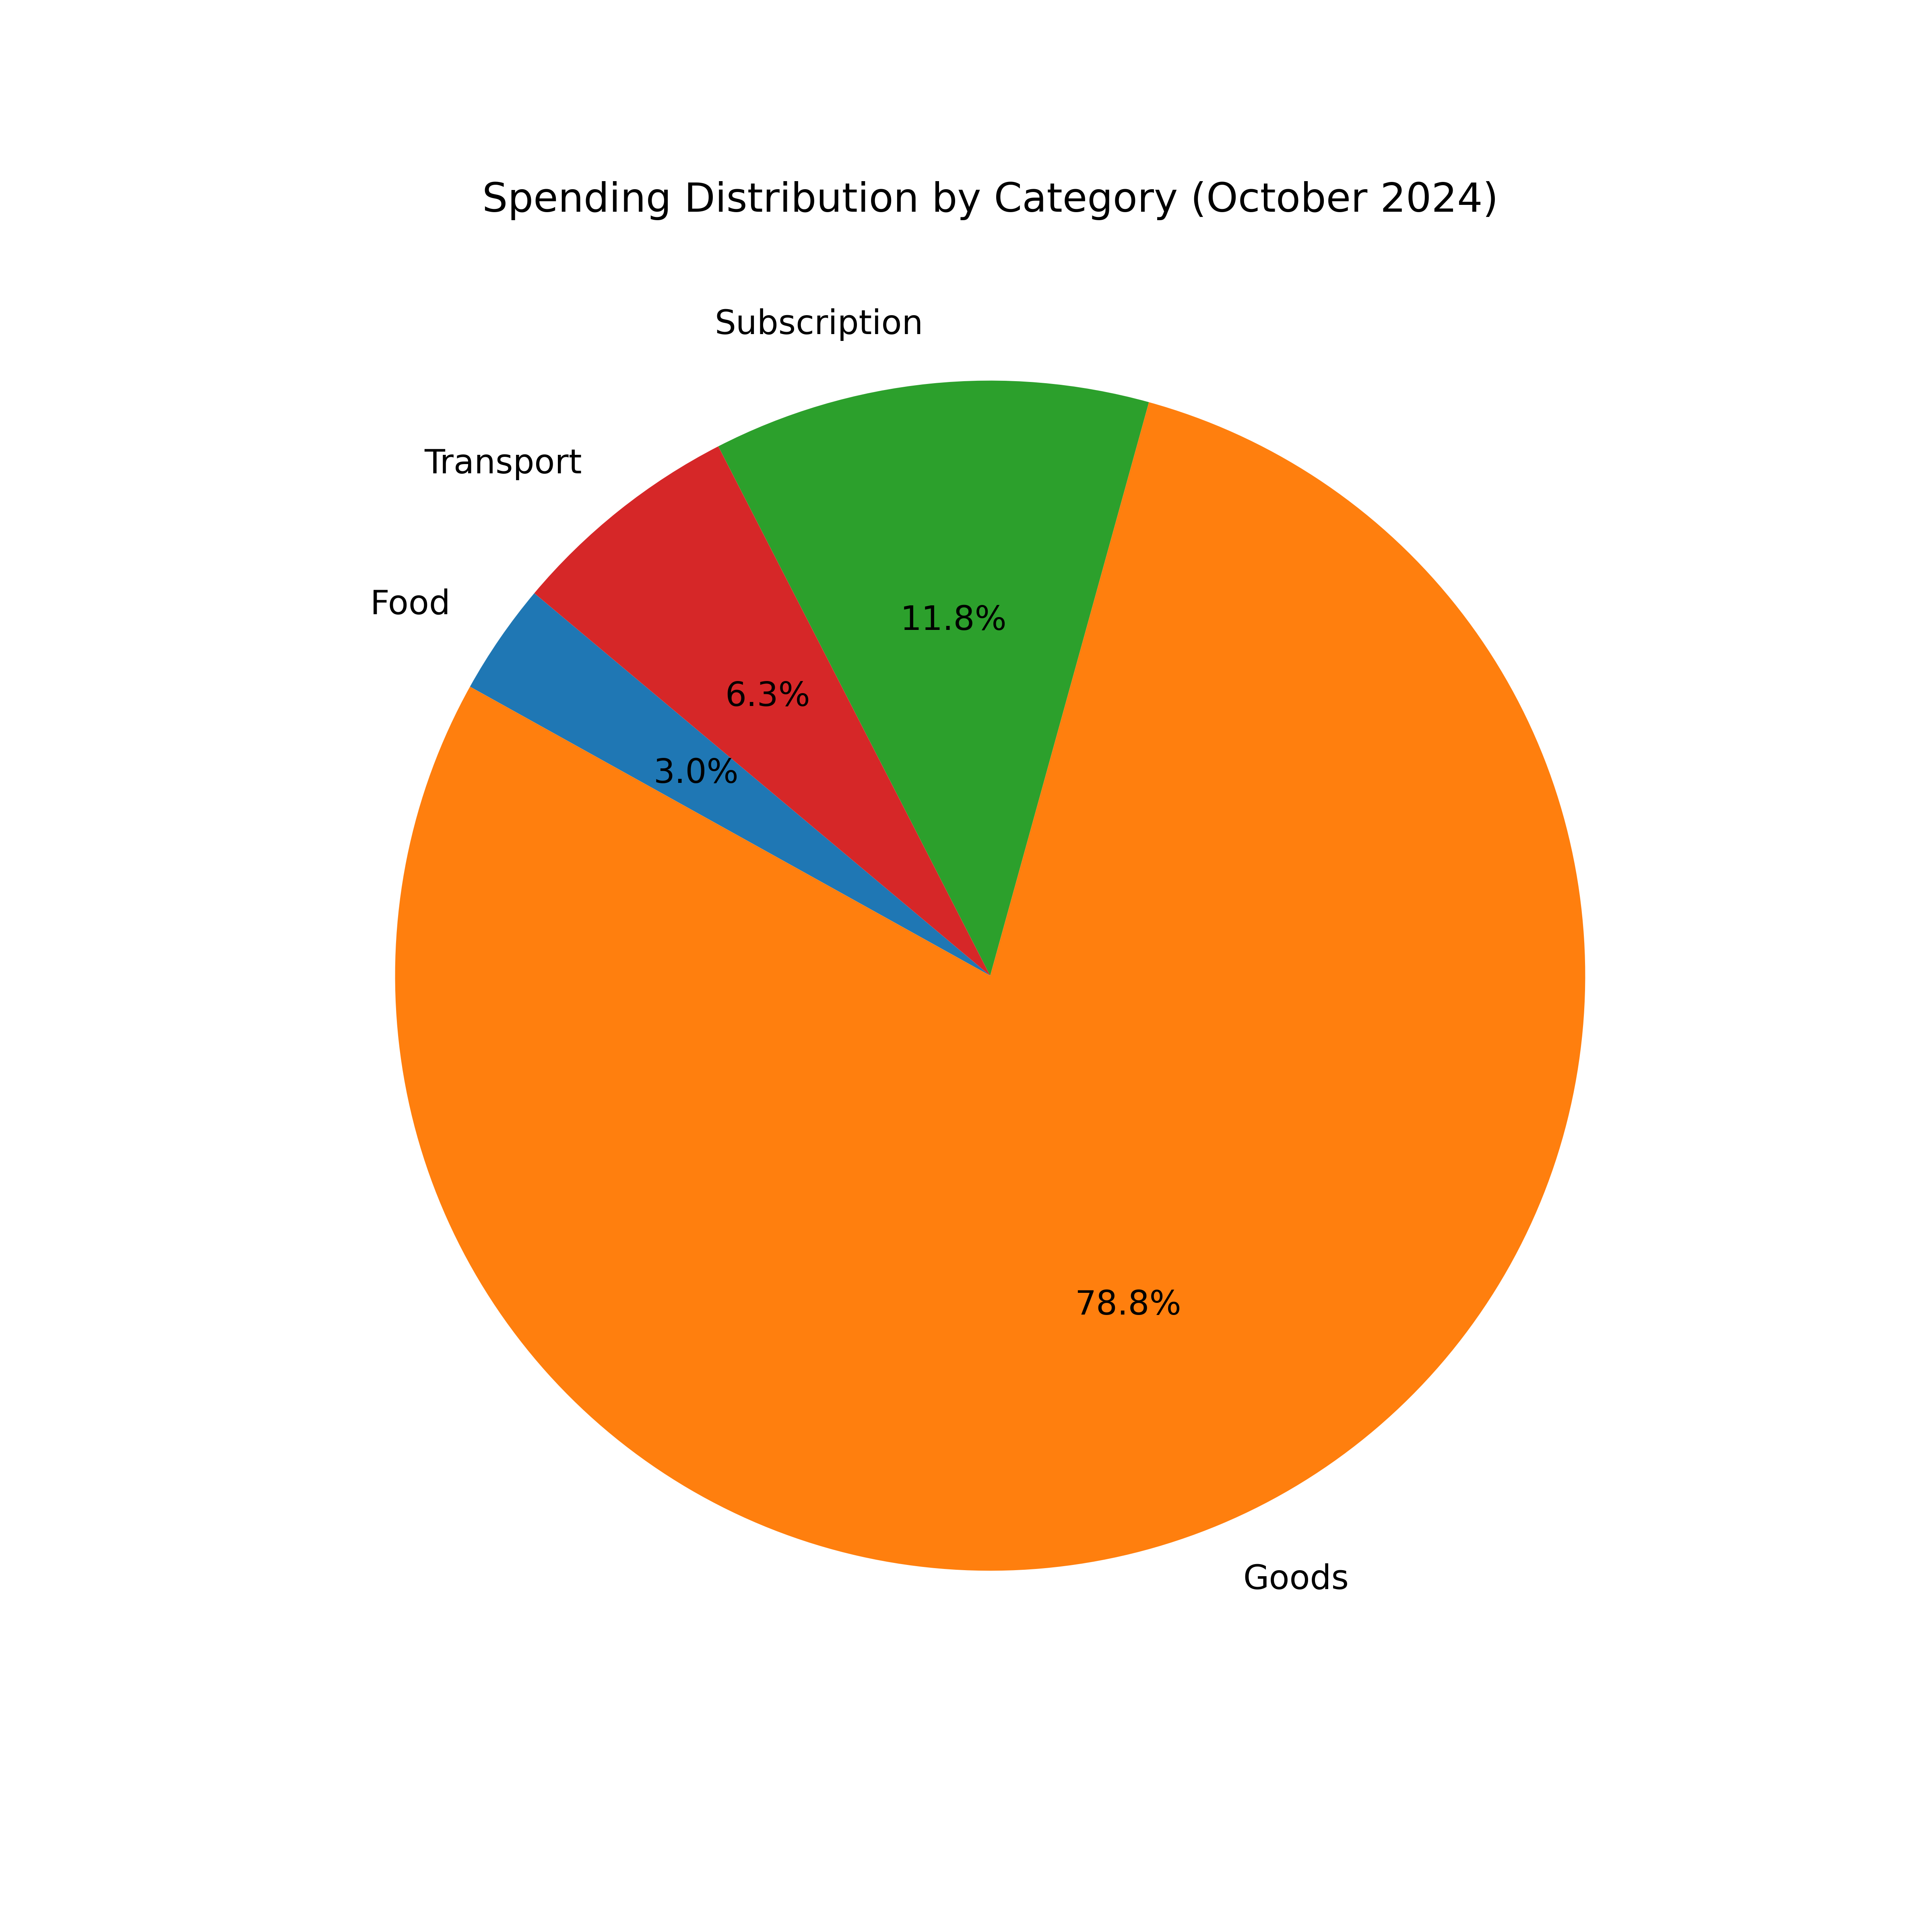 Spending Distribution by Category (October 2024)
Subscription
Transport
Food
11.8%
6.3%
3.0%
78.8%
Goods